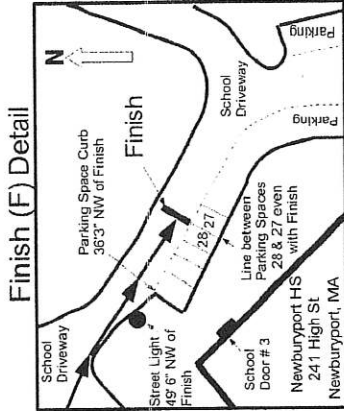 Finish (F) Detail
N
School
Driveway
Parking Space Curb
36'3" NW of Finish
Finish
School
Driveway
Parking
Parking
28
27
Street Light
49' 6" NW of
Finish
Line between
Parking Spaces
28 & 27 even
with Finish
School
Door # 3
Newburyport HS
241 High St
Newburyport, MA